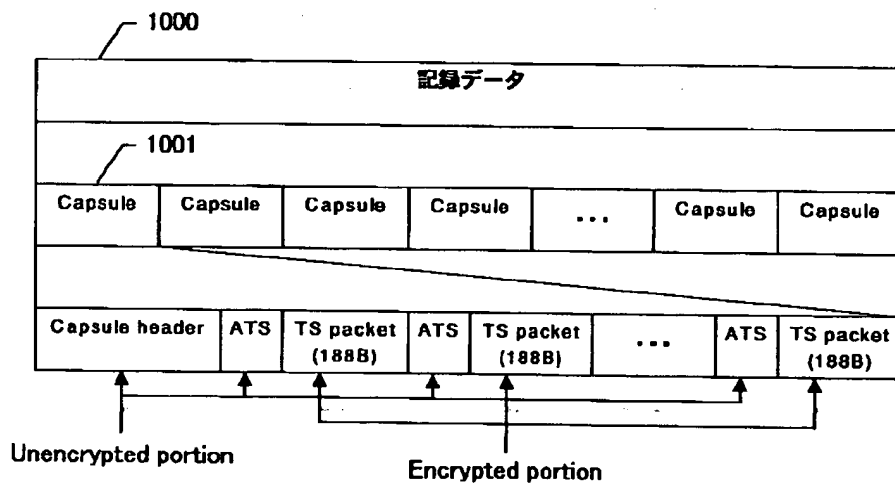 1000
記録データ
1001
Capsule Capsule Capsule Capsule ... Capsule Capsule
Capsule header ATS TS packet (188B) ATS TS packet (188B) ... ATS TS packet (188B)
Unencrypted portion
Encrypted portion